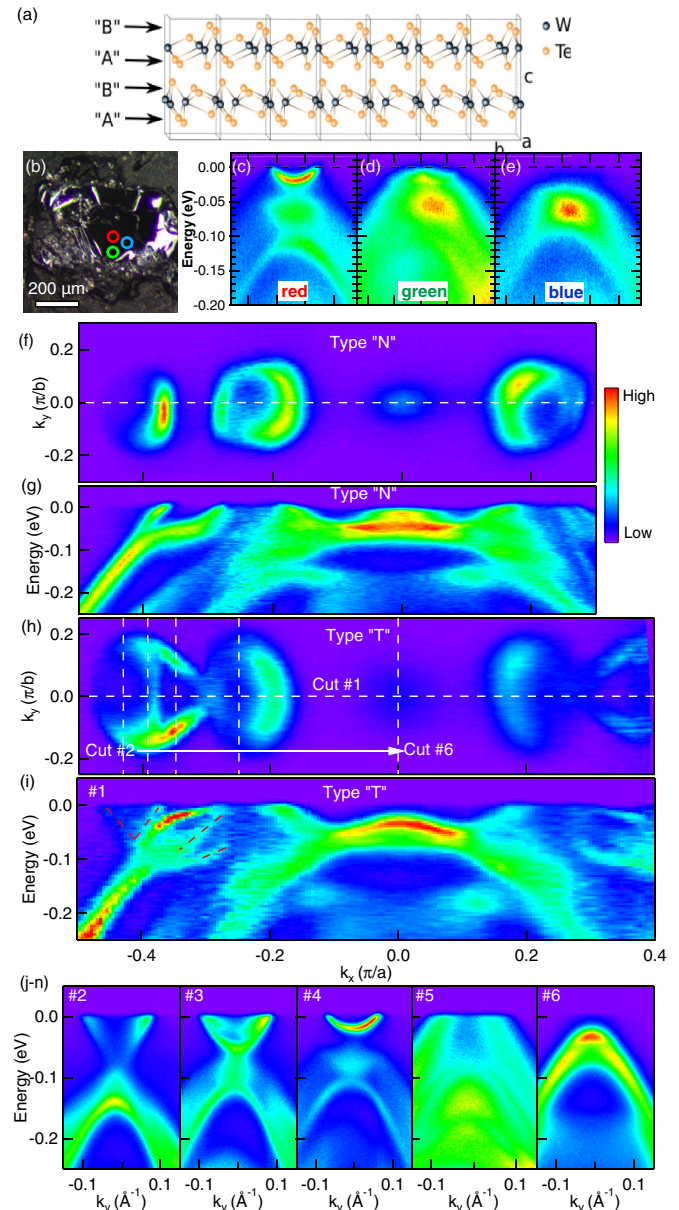 (a)
"B"
"A"
"B"
"A"
W
Te
c
a
(b)
200 μm
(c) (d) (e)
Energy (eV)
0.00
-0.05
-0.10
-0.15
-0.20
red green blue
(f)
Type "N"
k_y (π/b)
0.2
0.0
-0.2
High
Low
(g)
Type "N"
Energy (eV)
0.0
-0.1
-0.2
(h)
Type "T"
k_y (π/b)
0.2
0.0
-0.2
Cut #1
Cut #2
Cut #6
(i)
#1
Type "T"
Energy (eV)
0.0
-0.1
-0.2
-0.4 -0.2 0.0 0.2 0.4
k_x (π/a)
(j-n)
#2 #3 #4 #5 #6
Energy (eV)
0.0
-0.1
-0.2
-0.1 0.1 -0.1 0.1 -0.1 0.1 -0.1 0.1 -0.1 0.1
k_y (Å⁻¹) k_y (Å⁻¹) k_y (Å⁻¹) k_y (Å⁻¹) k_y (Å⁻¹)